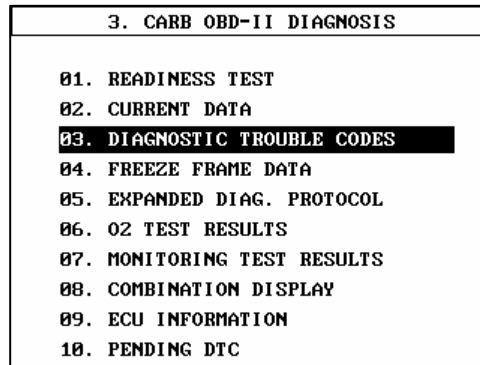 3. CARB OBD-II DIAGNOSIS
01. READINESS TEST
02. CURRENT DATA
03. DIAGNOSTIC TROUBLE CODES
04. FREEZE FRAME DATA
05. EXPANDED DIAG. PROTOCOL
06. O2 TEST RESULTS
07. MONITORING TEST RESULTS
08. COMBINATION DISPLAY
09. ECU INFORMATION
10. PENDING DTC